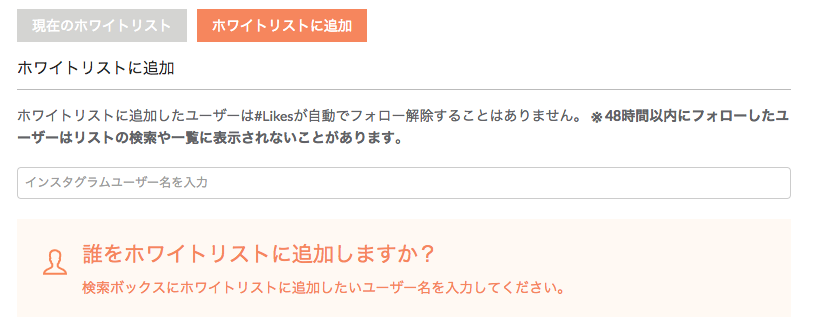 現在のホワイトリスト ホワイトリストに追加
ホワイトリストに追加
ホワイトリストに追加したユーザーは#Likesが自動でフォロー解除することはありません。 ※48時間以内にフォローしたユ
ーザーはリストの検索や一覧に表示されないことがあります。
インスタグラムユーザー名を入力
誰をホワイトリストに追加しますか？
検索ボックスにホワイトリストに追加したいユーザー名を入力してください。